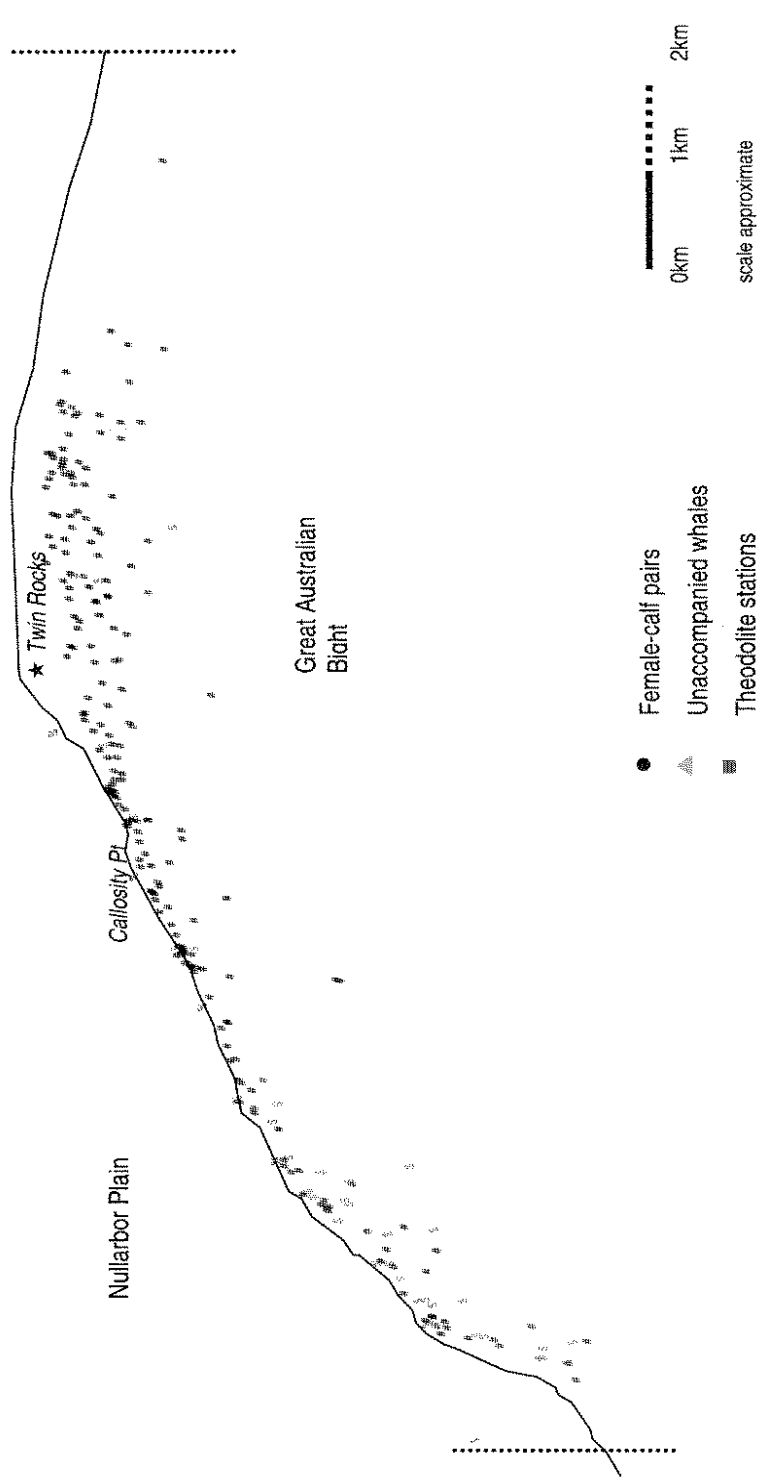 Nullarbor Plain
Callosity Pt
Twin Rocks
Great Australian
Bight
Female-calf pairs
Unaccompanied whales
Theodolite stations
0km 1km 2km
scale approximate